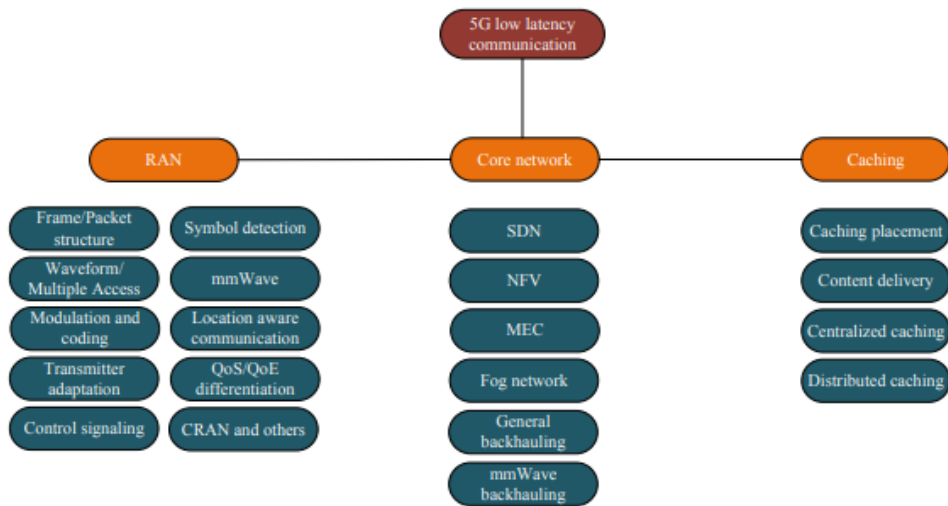 5G low latency
communication
RAN
Core network
Caching
Frame/Packet
structure
Waveform/
Multiple Access
Modulation and
coding
Transmitter
adaptation
Control signaling
Symbol detection
mmWave
Location aware
communication
QoS/QoE
differentiation
CRAN and others
SDN
NFV
MEC
Fog network
General
backhauling
mmWave
backhauling
Caching placement
Content delivery
Centralized caching
Distributed caching